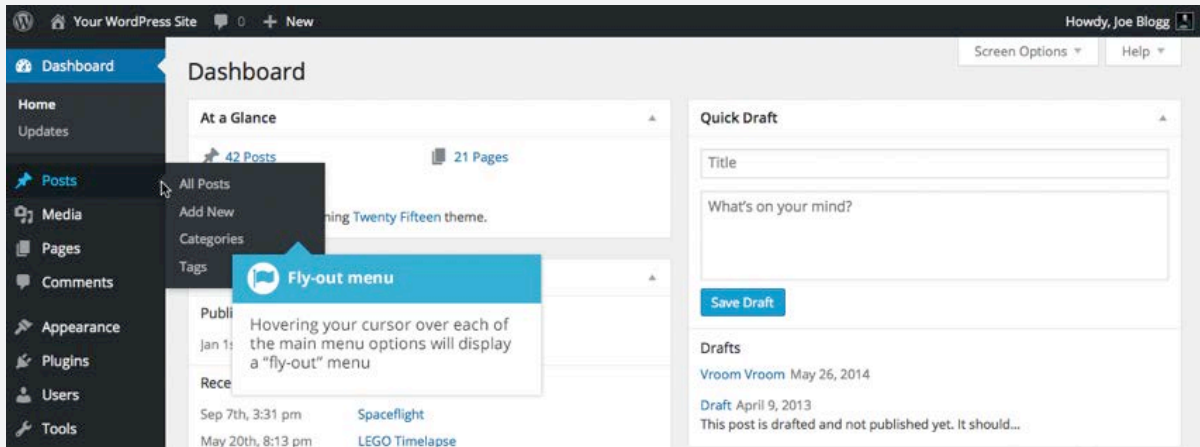 Your WordPress Site 0 + New
Howdy, Joe Blogg
Screen Options
Help
Dashboard
Home
Updates
Posts
Media
Pages
Comments
Appearance
Plugins
Users
Tools
All Posts
Add New
Categories
Tags
Dashboard
At a Glance
42 Posts
21 Pages
Twenty Fifteen theme.
Fly-out menu
Hovering your cursor over each of
the main menu options will display
a “fly-out” menu
Jan
Sep 7th, 3:31 pm Spaceflight
May 20th, 8:13 pm LEGO Timelapse
Quick Draft
Title
What's on your mind?
Save Draft
Drafts
Vroom Vroom May 26, 2014
Draft April 9, 2013
This post is drafted and not published yet. It should...